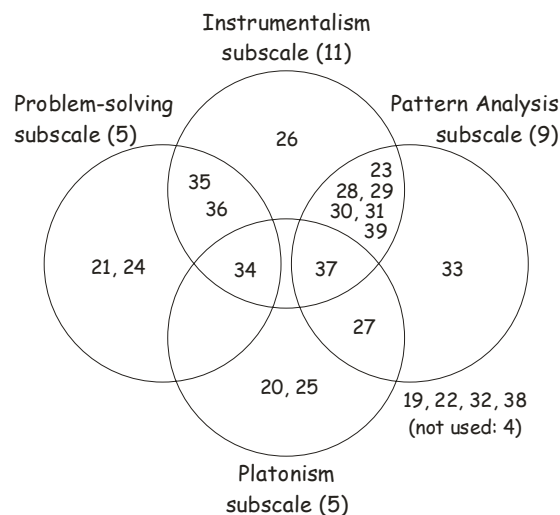 Instrumentalism
subscale (11)
Problem-solving
subscale (5)
Pattern Analysis
subscale (9)
26
23
28, 29
30, 31
39
35
36
21, 24
34
37
33
27
20, 25
19, 22, 32, 38
(not used: 4)
Platonism
subscale (5)